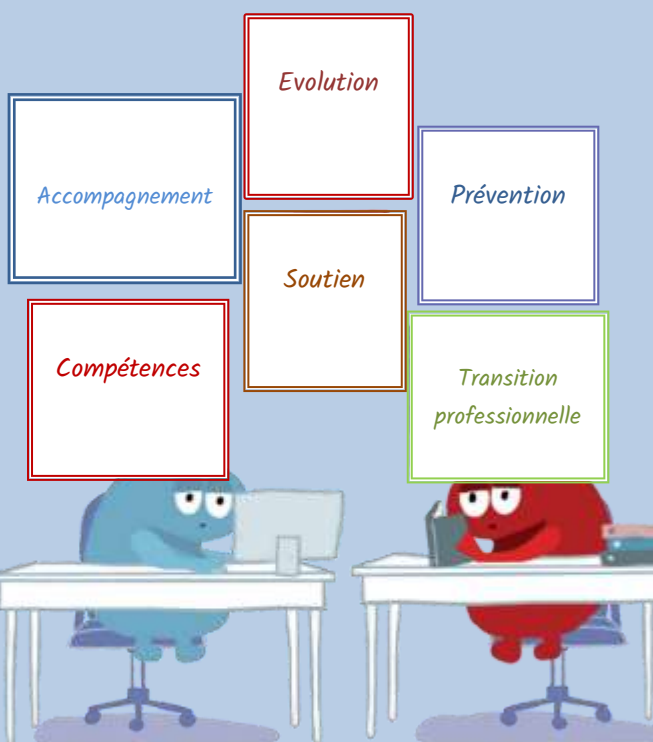 Evolution
Accompagnement
Prévention
Soutien
Compétences
Transition
professionnelle